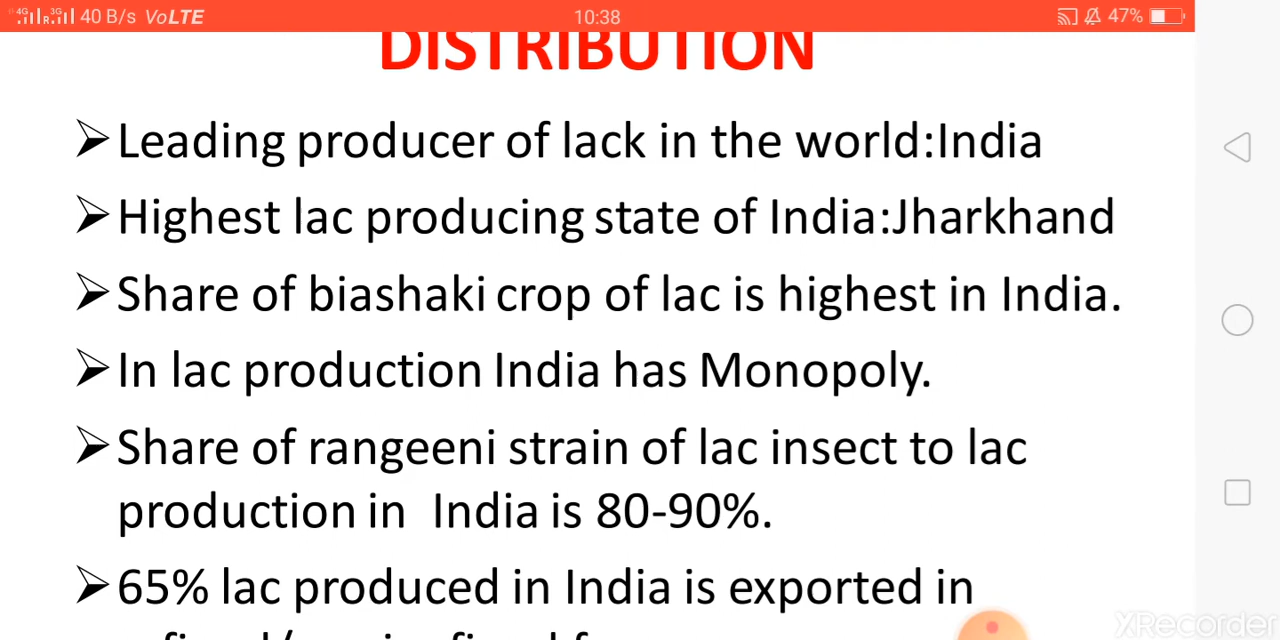 4G 3G R 40 B/s VoLTE 10:38 47%
DISTRIBUTION
➢Leading producer of lack in the world:India
➢Highest lac producing state of India:Jharkhand
➢Share of biashaki crop of lac is highest in India.
➢In lac production India has Monopoly.
➢Share of rangeeni strain of lac insect to lac
production in India is 80-90%.
➢65% lac produced in India is exported in
XRecorder